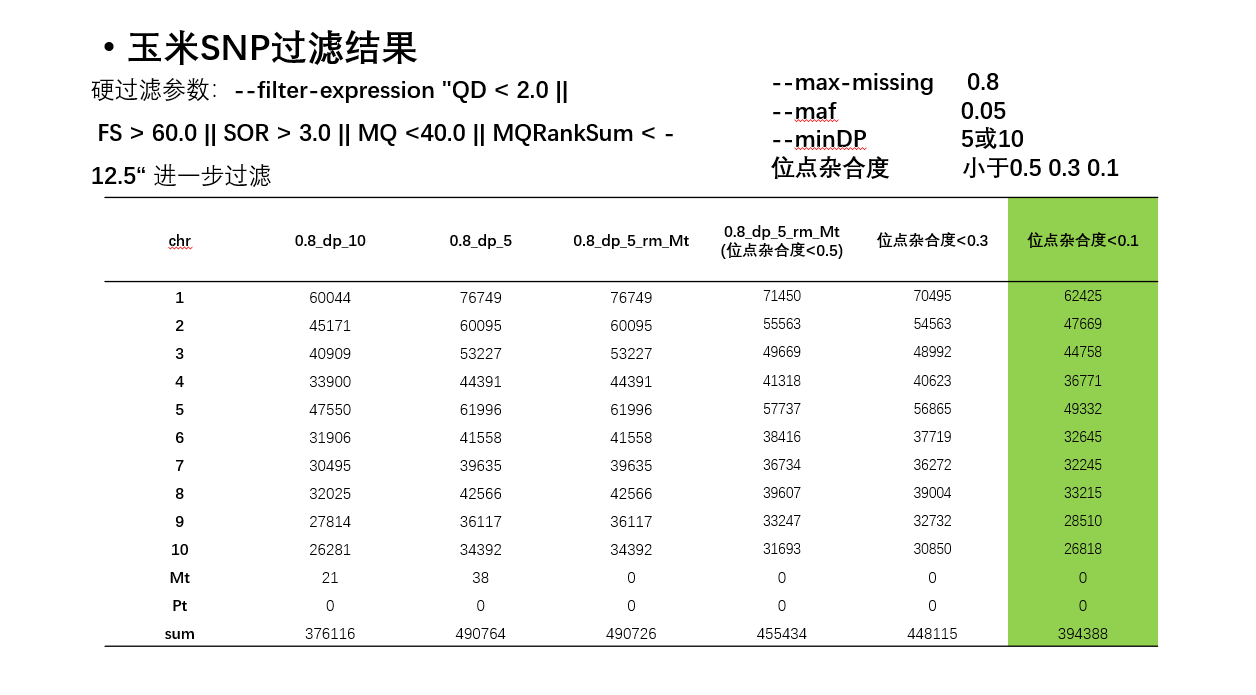 • 玉米SNP过滤结果
硬过滤参数：--filter-expression "QD < 2.0 ||
FS > 60.0 || SOR > 3.0 || MQ <40.0 || MQRankSum < -
12.5“ 进一步过滤
--max-missing 0.8
--maf 0.05
--minDP 5或10
位点杂合度 小于0.5 0.3 0.1
chr 0.8_dp_10 0.8_dp_5 0.8_dp_5_rm_Mt 0.8_dp_5_rm_Mt (位点杂合度<0.5) 位点杂合度<0.3 位点杂合度<0.1
1 60044 76749 76749 71450 70495 62425
2 45171 60095 60095 55563 54563 47669
3 40909 53227 53227 49669 48992 44758
4 33900 44391 44391 41318 40623 36771
5 47550 61996 61996 57737 56865 49332
6 31906 41558 41558 38416 37719 32645
7 30495 39635 39635 36734 36272 32245
8 32025 42566 42566 39607 39004 33215
9 27814 36117 36117 33247 32732 28510
10 26281 34392 34392 31693 30850 26818
Mt 21 38 0 0 0 0
Pt 0 0 0 0 0 0
sum 376116 490764 490726 455434 448115 394388